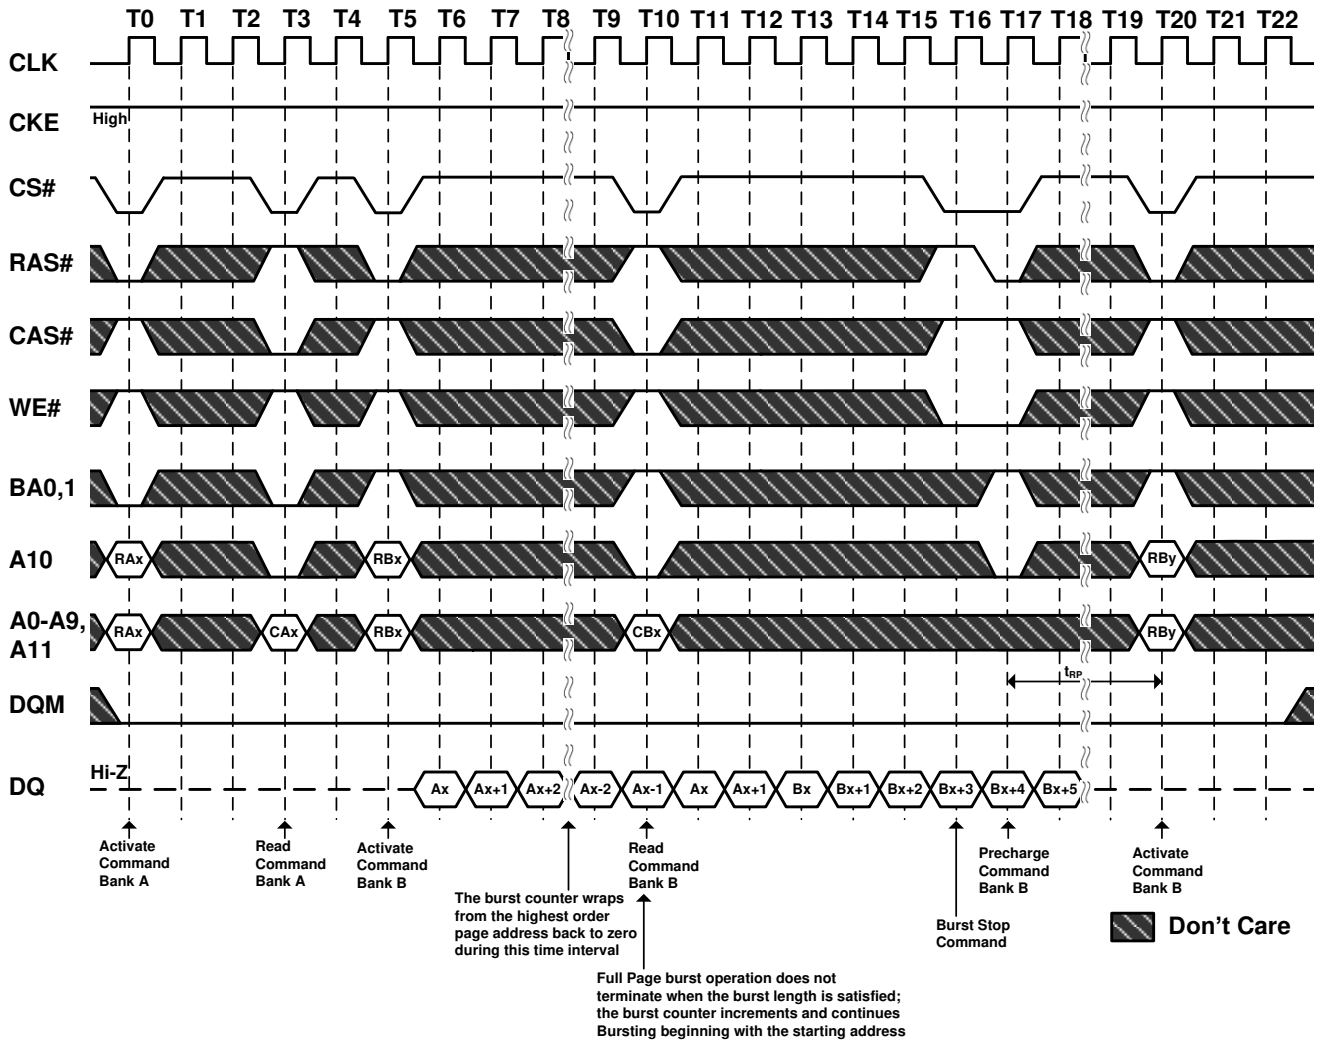 T0 T1 T2 T3 T4 T5 T6 T7 T8 T9 T10 T11 T12 T13 T14 T15 T16 T17 T18 T19 T20 T21 T22
CLK
CKE
High
CS#
RAS#
CAS#
WE#
BA0,1
A10
RAx RBx RBy
A0-A9,
A11
RAx CAx RBx CBx RBy
tRP
DQM
Hi-Z
DQ
Ax Ax+1 Ax+2 Ax-2 Ax-1 Ax Ax+1 Bx Bx+1 Bx+2 Bx+3 Bx+4 Bx+5
Activate
Command
Bank A
Read
Command
Bank A
Activate
Command
Bank B
The burst counter wraps
from the highest order
page address back to zero
during this time interval
Read
Command
Bank B
Full Page burst operation does not
terminate when the burst length is satisfied;
the burst counter increments and continues
Bursting beginning with the starting address
Burst Stop
Command
Precharge
Command
Bank B
Activate
Command
Bank B
Don't Care